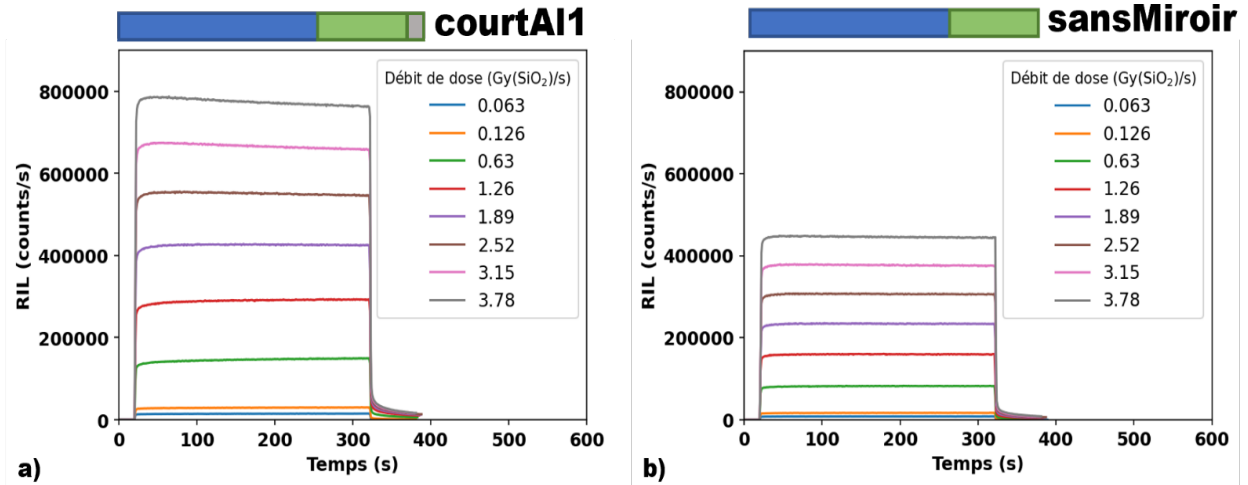 courtAl1
Débit de dose (Gy(SiO₂)/s)
0.063
0.126
0.63
1.26
1.89
2.52
3.15
3.78
800000
600000
400000
200000
0
RIL (counts/s)
0 100 200 300 400 500 600
Temps (s)
a)
sansMiroir
Débit de dose (Gy(SiO₂)/s)
0.063
0.126
0.63
1.26
1.89
2.52
3.15
3.78
800000
600000
400000
200000
0
RIL (counts/s)
0 100 200 300 400 500 600
Temps (s)
b)